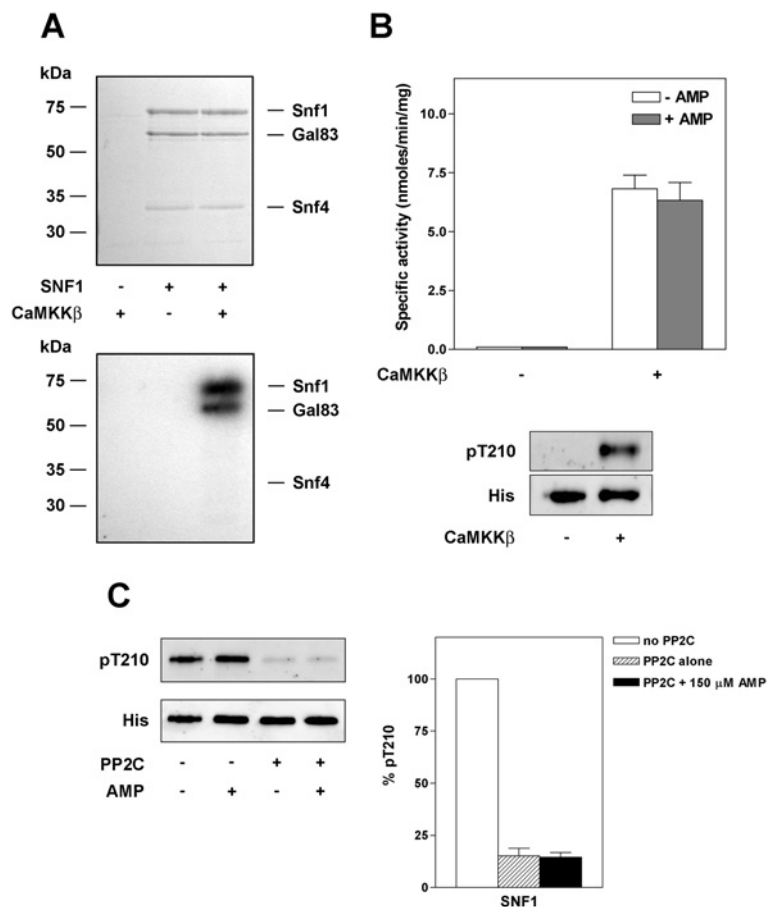 A
kDa
75
50
35
30
Snf1
Gal83
Snf4
SNF1 - + +
CaMKKβ + - +
kDa
75
50
35
30
Snf1
Gal83
Snf4
B
Specific activity (nmoles/min/mg)
10.0
7.5
5.0
2.5
0.0
- AMP
+ AMP
CaMKKβ - +
pT210
His
CaMKKβ - +
C
pT210
His
PP2C - - + +
AMP - + - +
% pT210
100
75
50
25
0
SNF1
no PP2C
PP2C alone
PP2C + 150 μM AMP